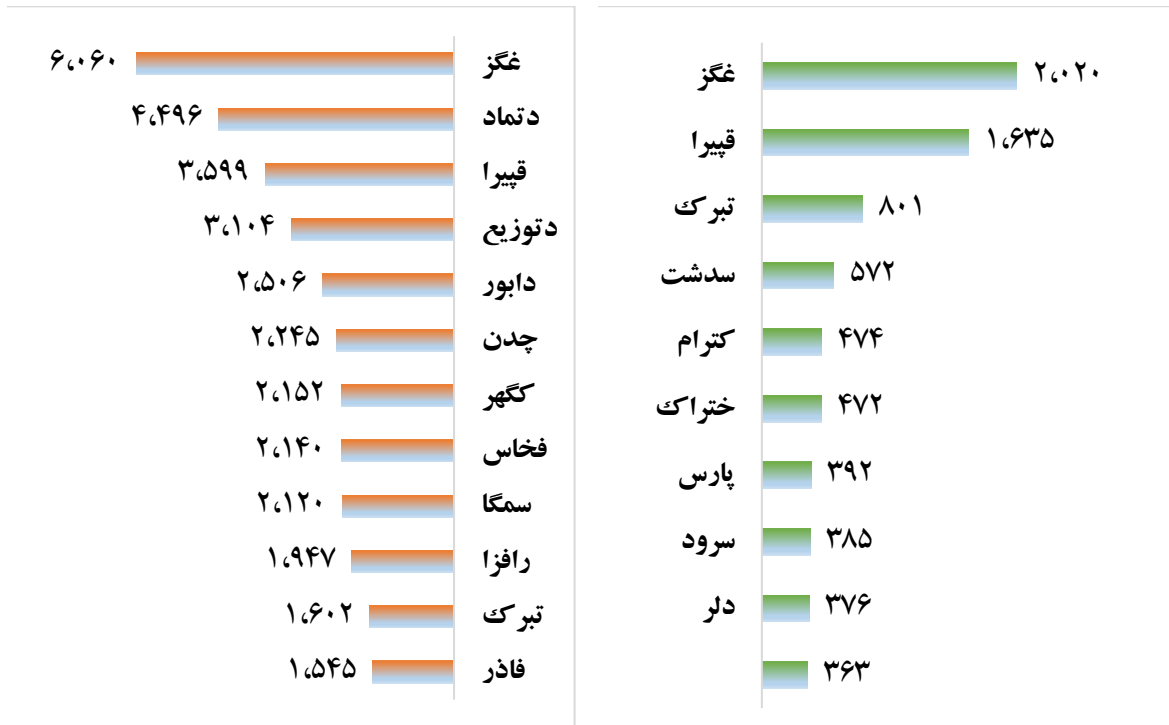 غگز ۲،۰۲۰
قپیرا ۱،۶۳۵
تبرک ۸۰۱
سدشت ۵۷۲
کترام ۴۷۴
ختراک ۴۷۲
پارس ۳۹۲
سرود ۳۸۵
دلر ۳۷۶
۳۶۳
غگز ۶،۰۶۰
دتماد ۴،۴۹۶
قپیرا ۳،۵۹۹
دتوزیع ۳،۱۰۴
دابور ۲،۵۰۶
چدن ۲،۲۴۵
کگهر ۲،۱۵۲
فخاس ۲،۱۴۰
سمگا ۲،۱۲۰
رافزا ۱،۹۴۷
تبرک ۱،۶۰۲
فاذر ۱،۵۴۵